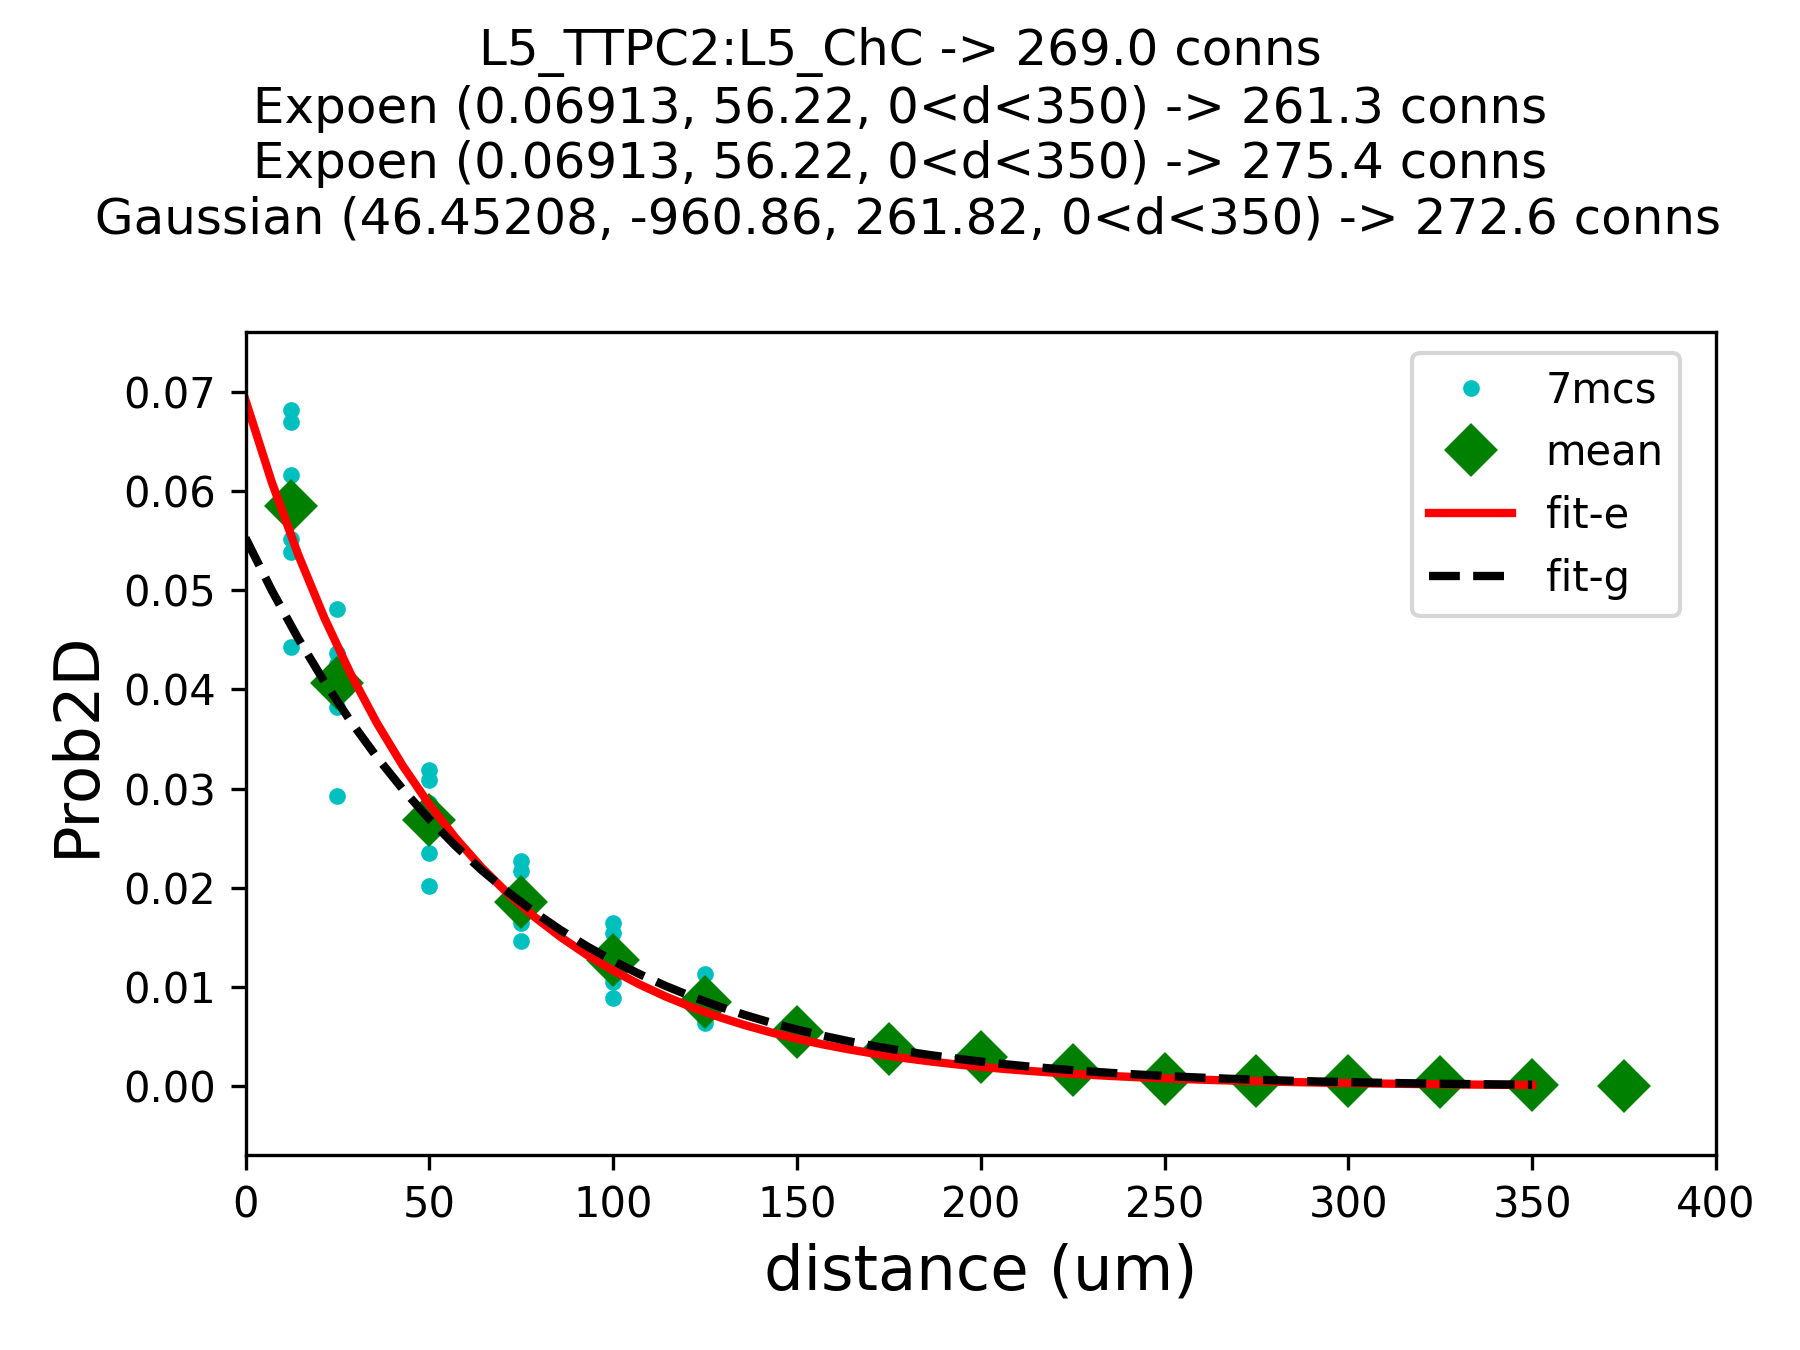 L5_TTPC2:L5_ChC -> 269.0 conns
Expoen (0.06913, 56.22, 0<d<350) -> 261.3 conns
Expoen (0.06913, 56.22, 0<d<350) -> 275.4 conns
Gaussian (46.45208, -960.86, 261.82, 0<d<350) -> 272.6 conns
7mcs
mean
fit-e
fit-g
Prob2D
0.07
0.06
0.05
0.04
0.03
0.02
0.01
0.00
0 50 100 150 200 250 300 350 400
distance (um)